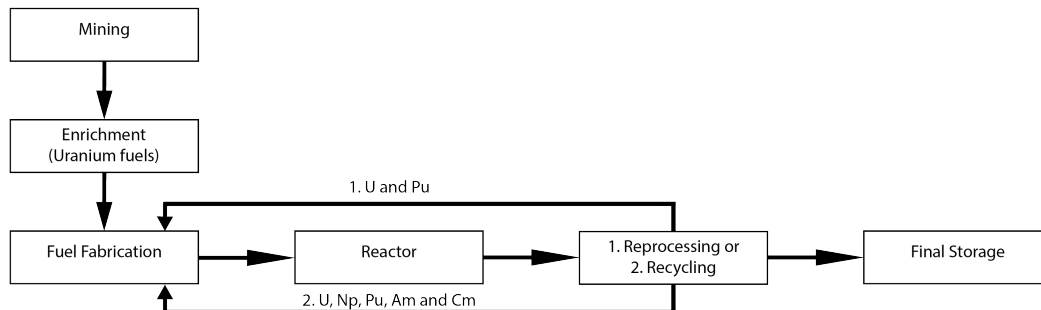 Mining
Enrichment
(Uranium fuels)
1. U and Pu
Fuel Fabrication
Reactor
1. Reprocessing or
2. Recycling
Final Storage
2. U, Np, Pu, Am and Cm